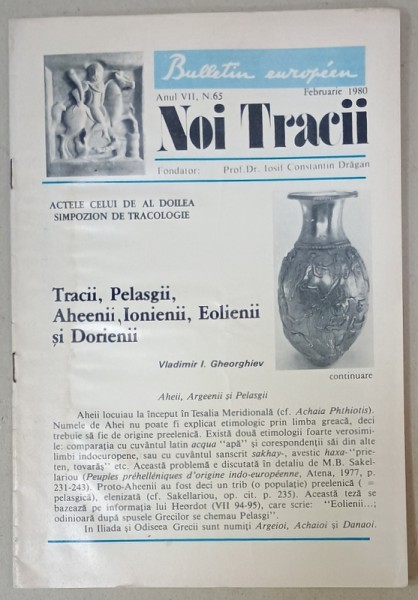 Bulletin européen
Anul VII, N.65 Februarie 1980
Noi Tracii
Fondator: Prof.Dr. Iosif Constantin Drăgan
ACTELE CELUI DE AL DOILEA
SIMPOZION DE TRACOLOGIE
Tracii, Pelasgii,
Aheenii, Ionienii, Eolienii
și Dorienii
Vladimir I. Gheorghiev
continuare
Aheii, Argeenii și Pelasgii
Aheii locuiau la început în Tesalia Meridională (cf. Achaia Phthiotis).
Numele de Ahei nu poate fi explicat etimologic prin limba greacă, deci
trebuie să fie de origine preelenică. Există două etimologii foarte verosimi-
le: comparația cu cuvântul latin acqua "apă" și corespondenții săi din alte
limbi indoeuropene, sau cu cuvântul sanscrit sakhay-, avestic haxa-"prie-
ten, tovarăș" etc. Această problemă e discutată în detaliu de M.B. Sakel-
lariou (Peuples préhelléniques d'origine indo-européenne, Atena, 1977, p.
231-243). Proto-Aheenii au fost deci un trib (o populație) preelenică ( =
pelasgică), elenizată (cf. Sakellariou, op. cit. p. 235). Această teză se
bazează pe informația lui Heordot (VII 94-95), care scrie: "Eolienii...;
odinioară după spusele Grecilor se chemau Pelasgi".
In Iliada și Odiseea Grecii sunt numiți Argeioi, Achaioi și Danaoi.